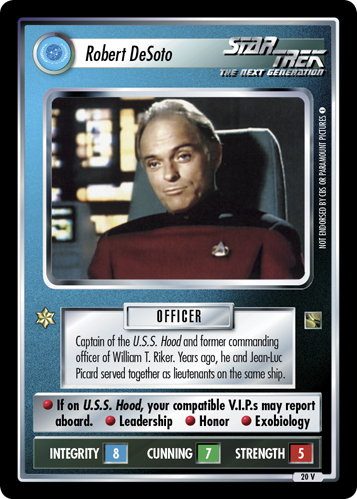 Robert DeSoto
STAR TREK
THE NEXT GENERATION
NOT ENDORSED BY CBS OR PARAMOUNT PICTURES
OFFICER
Captain of the U.S.S. Hood and former commanding
officer of William T. Riker. Years ago, he and Jean-Luc
Picard served together as lieutenants on the same ship.
• If on U.S.S. Hood, your compatible V.I.P.s may report
aboard. • Leadership • Honor • Exobiology
INTEGRITY 8 CUNNING 7 STRENGTH 5
20 V